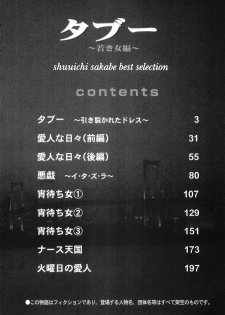 タブー
～若き女編～
shuuichi sakabe best selection
contents
タブー ～引き裂かれたドレス～ 3
愛人な日々(前編) 31
愛人な日々(後編) 55
悪戯 ～イ・タ・ズ・ラ～ 80
宵待ち女① 107
宵待ち女② 129
宵待ち女③ 151
ナース天国 173
火曜日の愛人 197
●この物語はフィクションであり、登場する人物名、団体名等はすべて架空のものです。